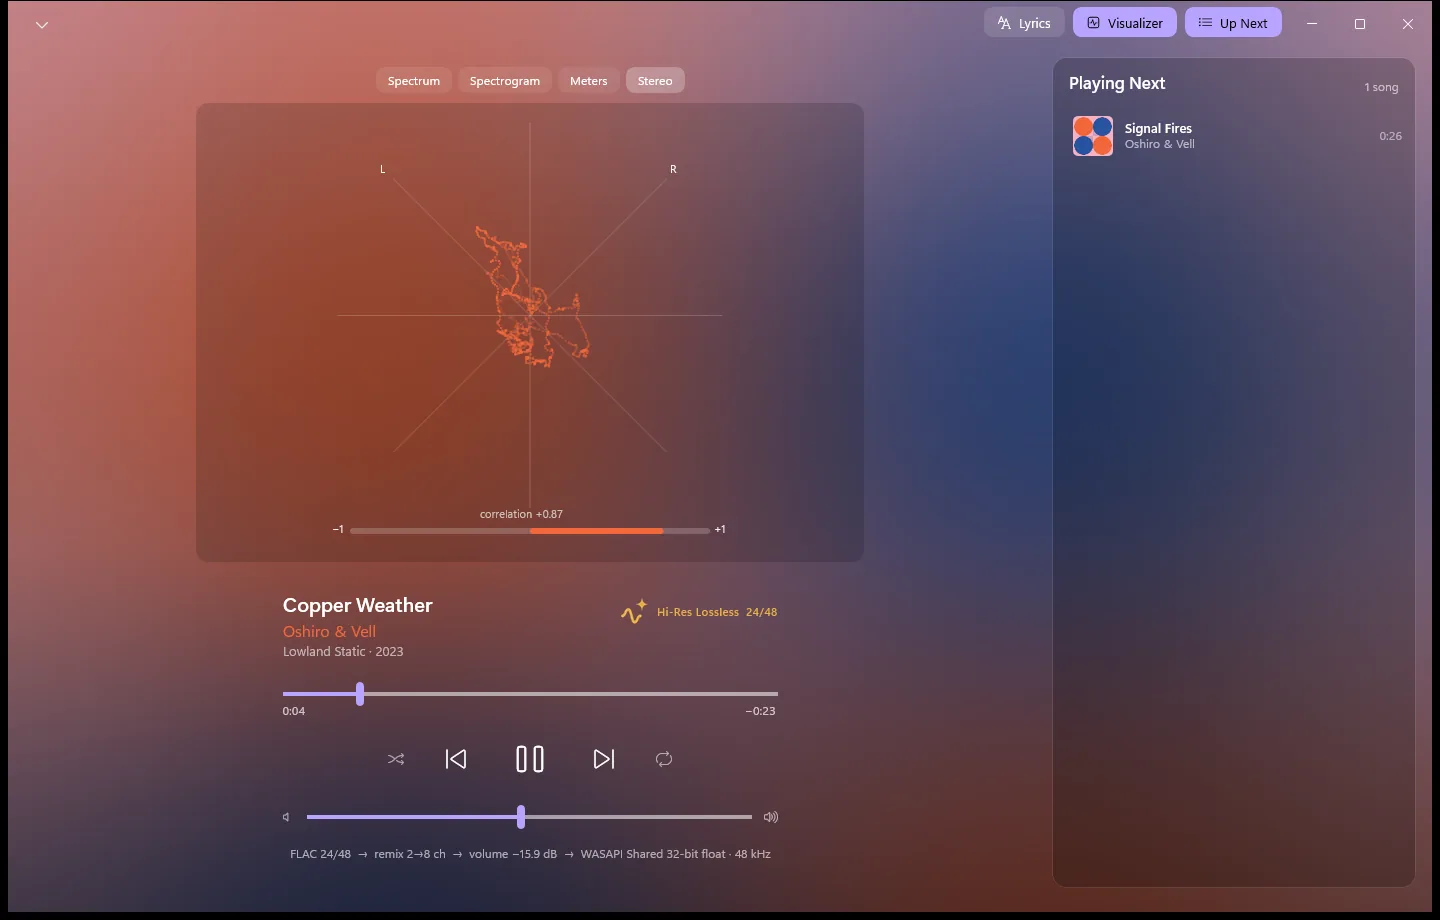 Lyrics
Visualizer
Up Next
Spectrum
Spectrogram
Meters
Stereo
L
R
correlation +0.87
−1
+1
Copper Weather
Hi-Res Lossless 24/48
Oshiro & Vell
Lowland Static · 2023
0:04
−0:23
FLAC 24/48 → remix 2→8 ch → volume −15.9 dB → WASAPI Shared 32-bit float · 48 kHz
Playing Next
1 song
Signal Fires
Oshiro & Vell
0:26